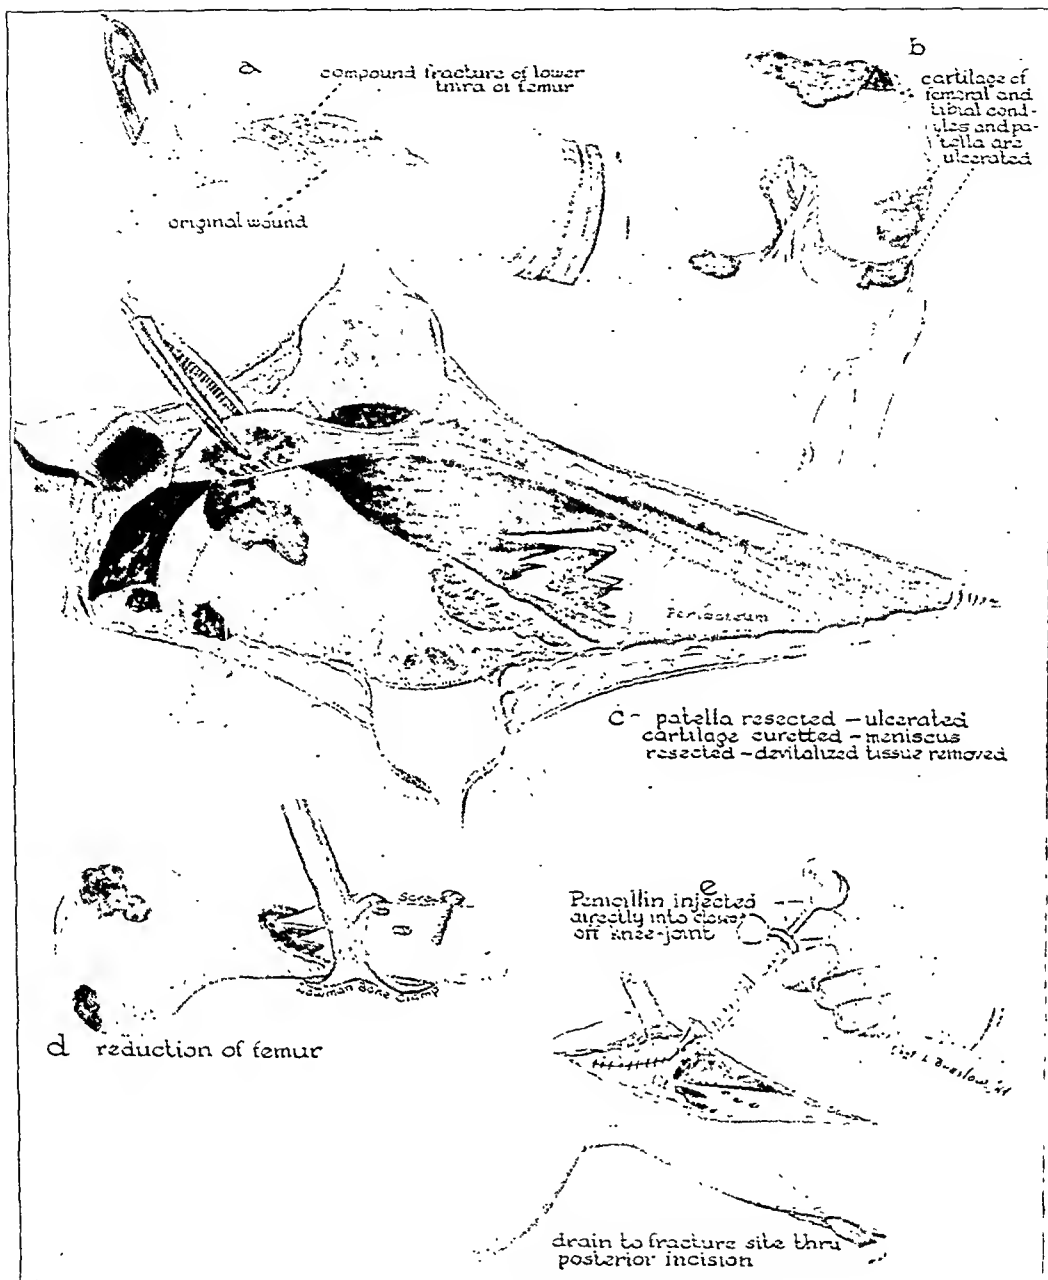 a
compound fracture of lower
third of femur
original wound
b
cartilage of
femoral and
tibial cond-
yles and pa-
tella are
ulcerated
Periosteum
c - patella resected - ulcerated
cartilage curetted - meniscus
resected - devitalized tissue removed
Lowman Bone Clamp
d reduction of femur
e
Penicillin injected
directly into closed
off knee-joint
drain to fracture site thru
posterior incision